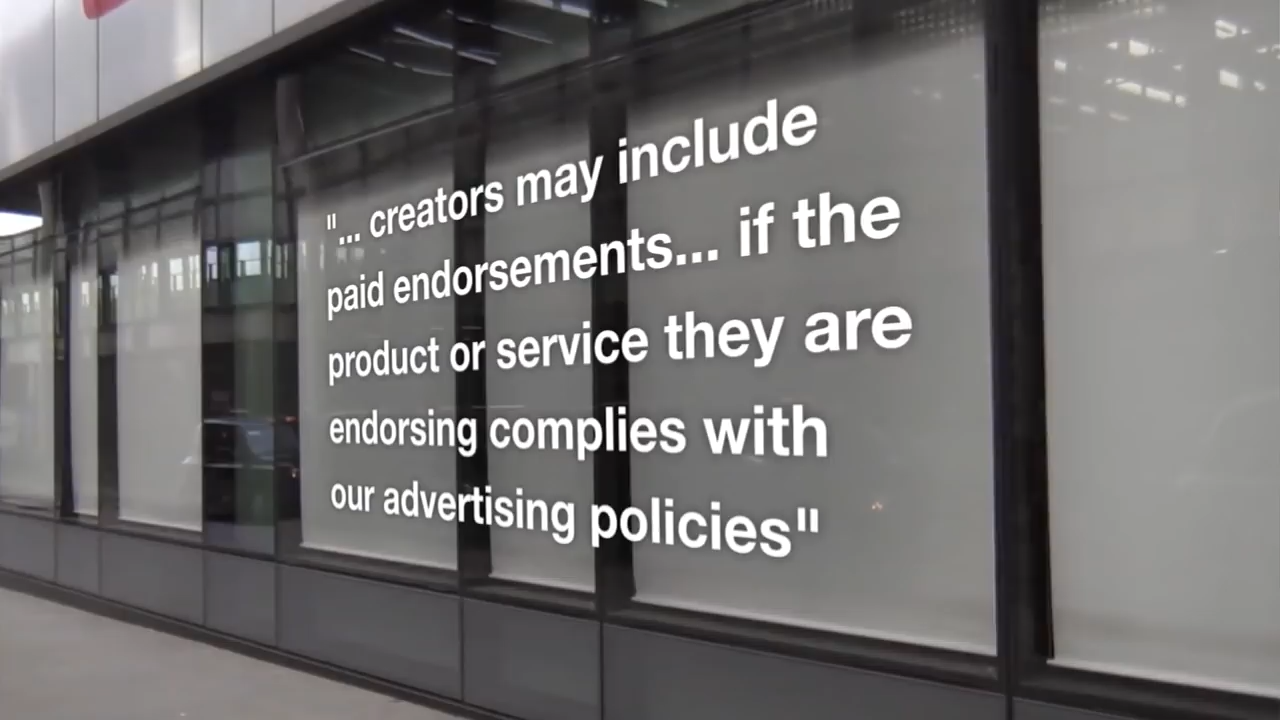 "... creators may include
paid endorsements... if the
product or service they are
endorsing complies with
our advertising policies"